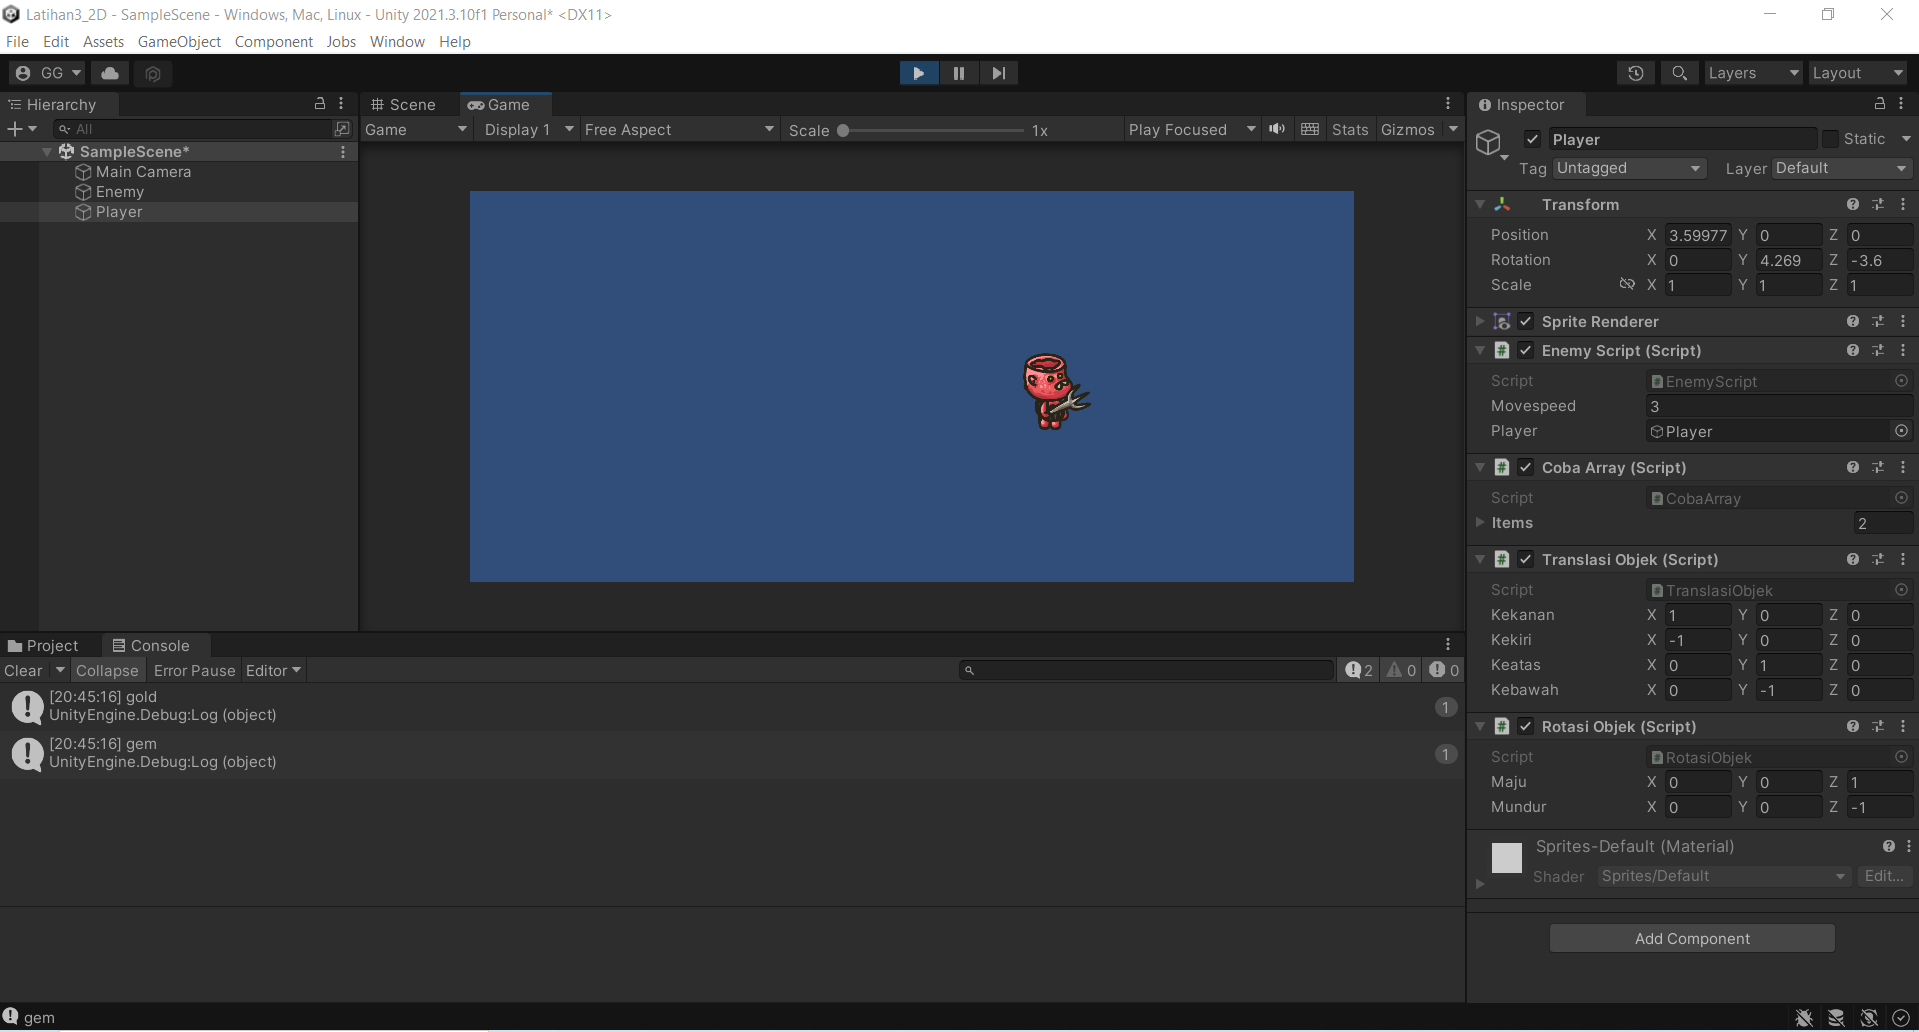 Latihan3_2D - SampleScene - Windows, Mac, Linux - Unity 2021.3.10f1 Personal* <DX11>
File Edit Assets GameObject Component Jobs Window Help
GG
Layers Layout
Hierarchy
All
SampleScene*
Main Camera
Enemy
Player
Scene Game
Game Display 1 Free Aspect Scale 1x Play Focused Stats Gizmos
Inspector
Player Static
Tag Untagged Layer Default
Transform
Position X 3.59977 Y 0 Z 0
Rotation X 0 Y 4.269 Z -3.6
Scale X 1 Y 1 Z 1
Sprite Renderer
Enemy Script (Script)
Script EnemyScript
Movespeed 3
Player Player
Coba Array (Script)
Script CobaArray
Items 2
Translasi Objek (Script)
Script TranslasiObjek
Kekanan X 1 Y 0 Z 0
Kekiri X -1 Y 0 Z 0
Keatas X 0 Y 1 Z 0
Kebawah X 0 Y -1 Z 0
Rotasi Objek (Script)
Script RotasiObjek
Maju X 0 Y 0 Z 1
Mundur X 0 Y 0 Z -1
Sprites-Default (Material)
Shader Sprites/Default Edit...
Add Component
Project Console
Clear Collapse Error Pause Editor 2 0 0
[20:45:16] gold
UnityEngine.Debug:Log (object)
1
[20:45:16] gem
UnityEngine.Debug:Log (object)
1
gem